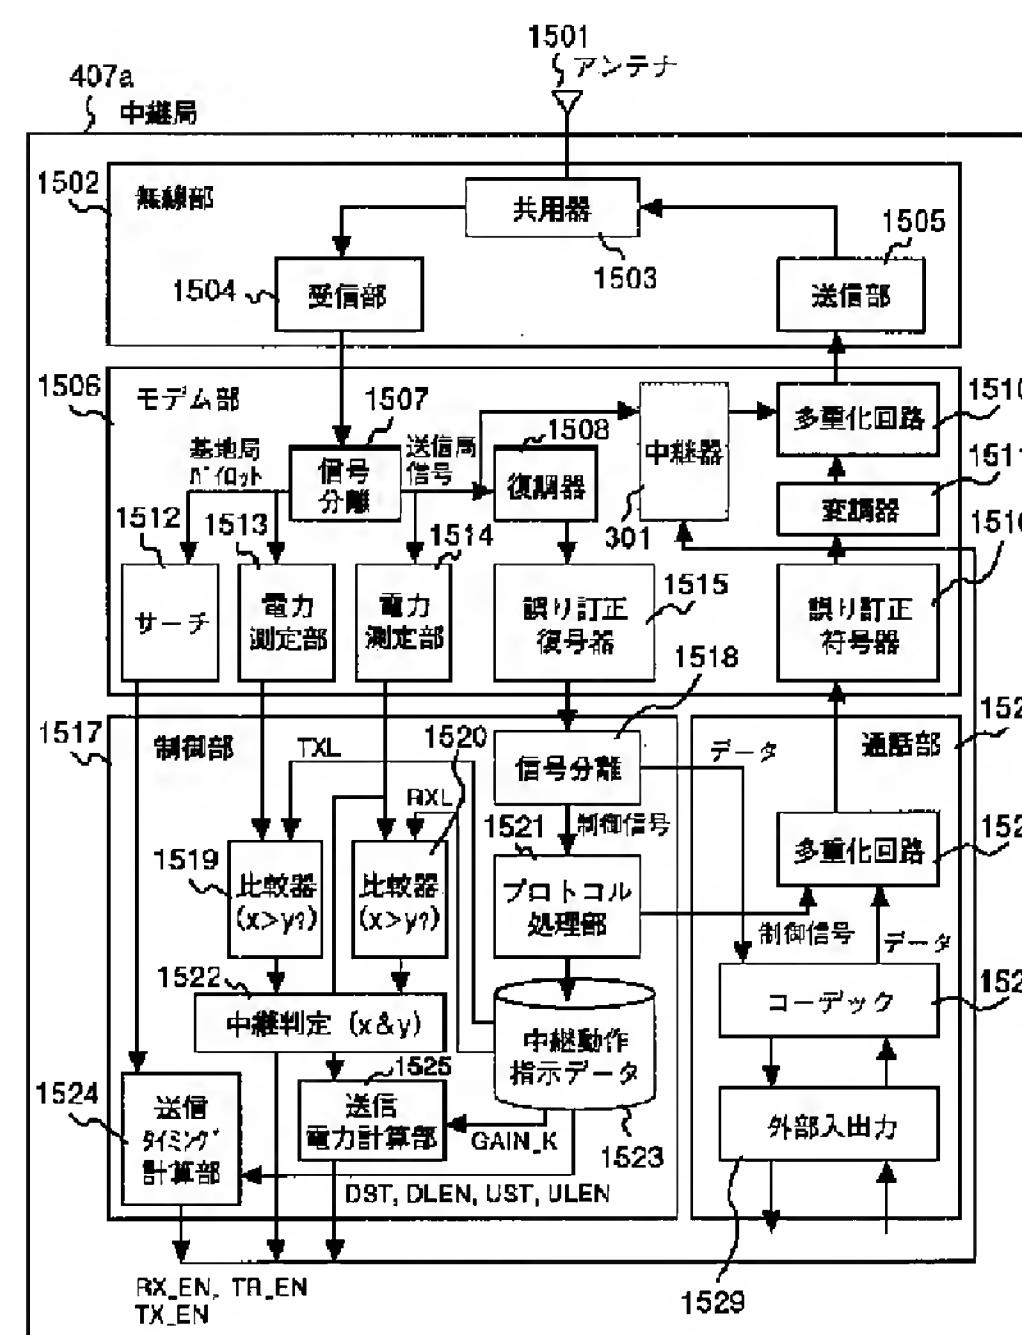 1501
アンテナ
407a
中継局
1502
無線部
共用器
1503
1505
1504
受信部
送信部
1506
モデム部
1507
基地局
パイロット
信号
分離
送信局
信号
1508
復調器
中継器
301
多重化回路
1510
変調器
1512
1513
1514
サーチ
電力
測定部
電力
測定部
誤り訂正
復号器
1515
誤り訂正
符号器
1516
1517
制御部
TXL
1520
RXL
1518
信号分離
データ
通話部
制御信号
1521
1519
比較器
(x>y?)
比較器
(x>y?)
プロトコル
処理部
多重化回路
制御信号
データ
1522
中継判定 (x&y)
コーデック
中継動作
指示データ
1523
1524
送信
タイミング
計算部
1525
送信
電力計算部
GAIN_K
DST, DLEN, UST, ULEN
外部入出力
1529
RX_EN, TR_EN
TX_EN